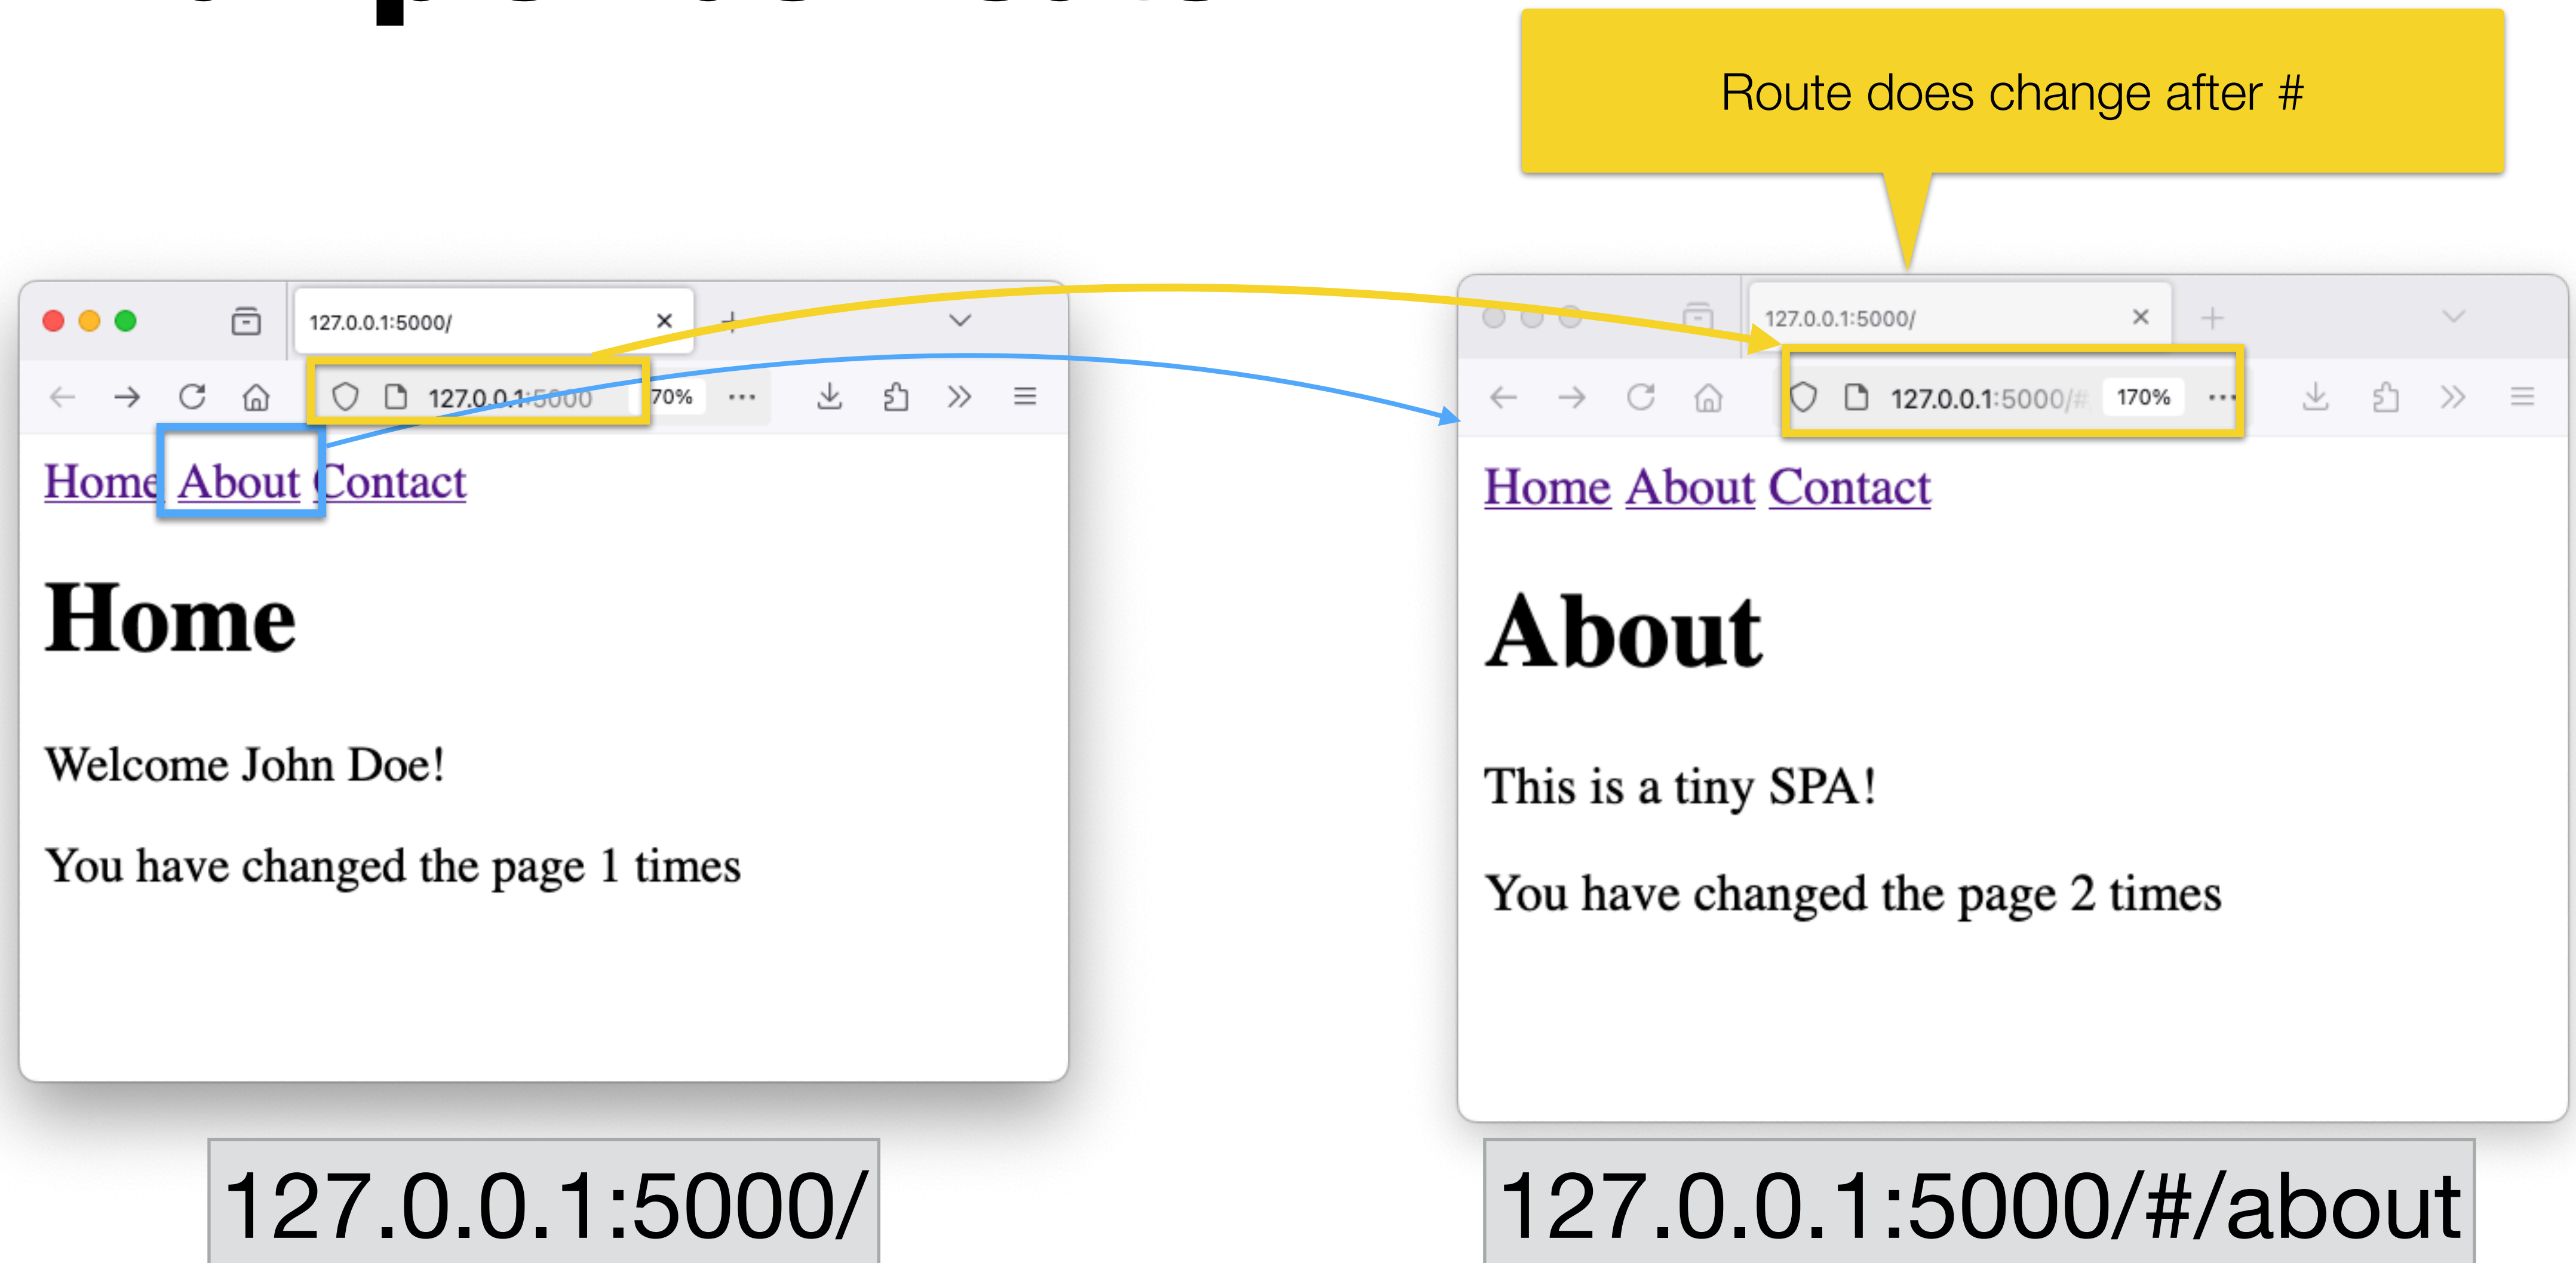 Route does change after #
127.0.0.1:5000/
127.0.0.1:5000
70%
Home About Contact
Home
Welcome John Doe!
You have changed the page 1 times
127.0.0.1:5000/
127.0.0.1:5000/
127.0.0.1:5000/#
170%
Home About Contact
About
This is a tiny SPA!
You have changed the page 2 times
127.0.0.1:5000/#/about